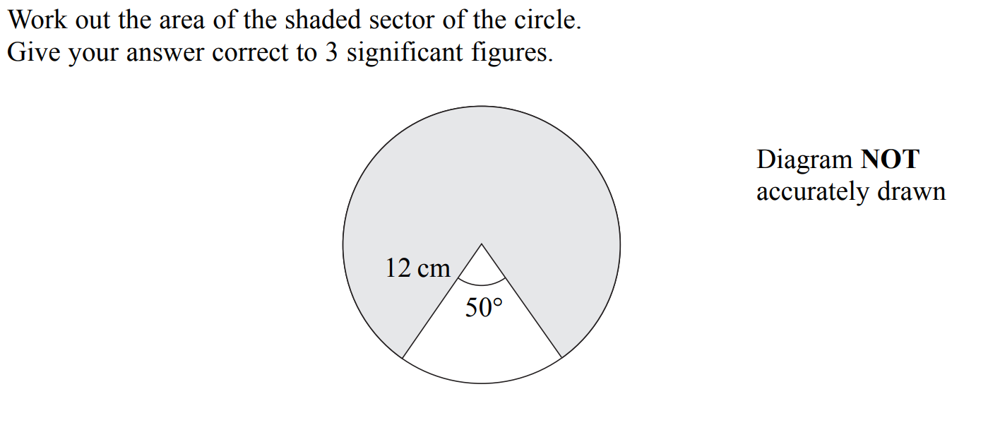 Work out the area of the shaded sector of the circle.
Give your answer correct to 3 significant figures.
Diagram NOT
accurately drawn
12 cm
50°